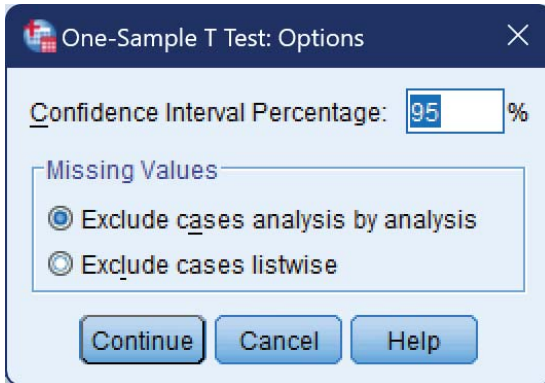 One-Sample T Test: Options
Confidence Interval Percentage: 95 %
Missing Values
Exclude cases analysis by analysis
Exclude cases listwise
Continue Cancel Help